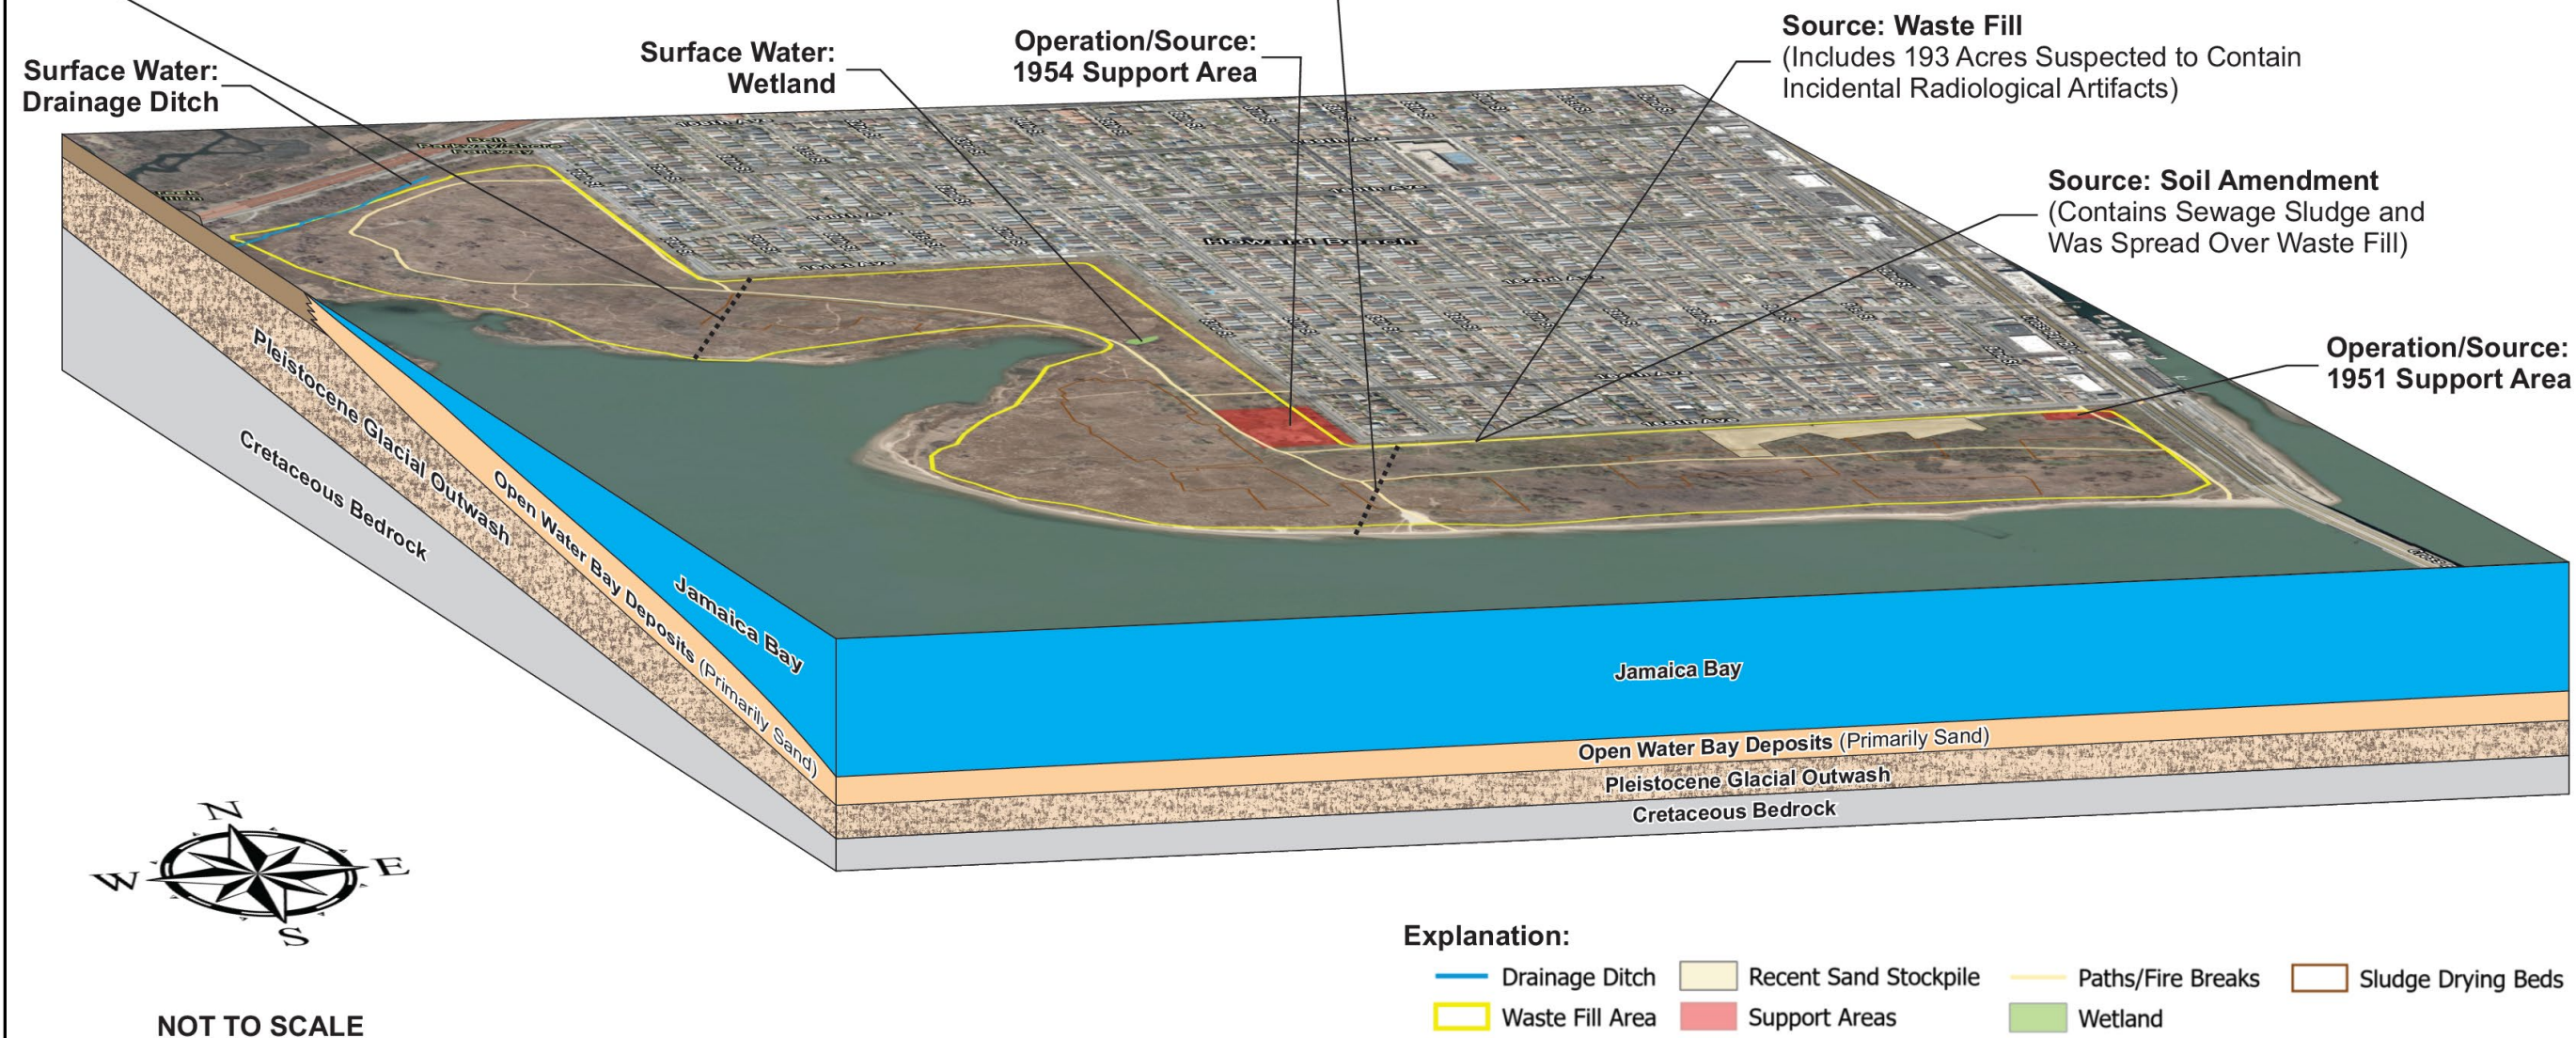 Surface Water:
Drainage Ditch
Surface Water:
Wetland
Operation/Source:
1954 Support Area
Source: Waste Fill
(Includes 193 Acres Suspected to Contain
Incidental Radiological Artifacts)
Source: Soil Amendment
(Contains Sewage Sludge and
Was Spread Over Waste Fill)
Operation/Source:
1951 Support Area
Howard Beach
Pleistocene Glacial Outwash
Cretaceous Bedrock
Open Water Bay Deposits (Primarily Sand)
Jamaica Bay
Jamaica Bay
Open Water Bay Deposits (Primarily Sand)
Pleistocene Glacial Outwash
Cretaceous Bedrock
N
W
E
S
NOT TO SCALE
Explanation:
Drainage Ditch
Recent Sand Stockpile
Paths/Fire Breaks
Sludge Drying Beds
Waste Fill Area
Support Areas
Wetland